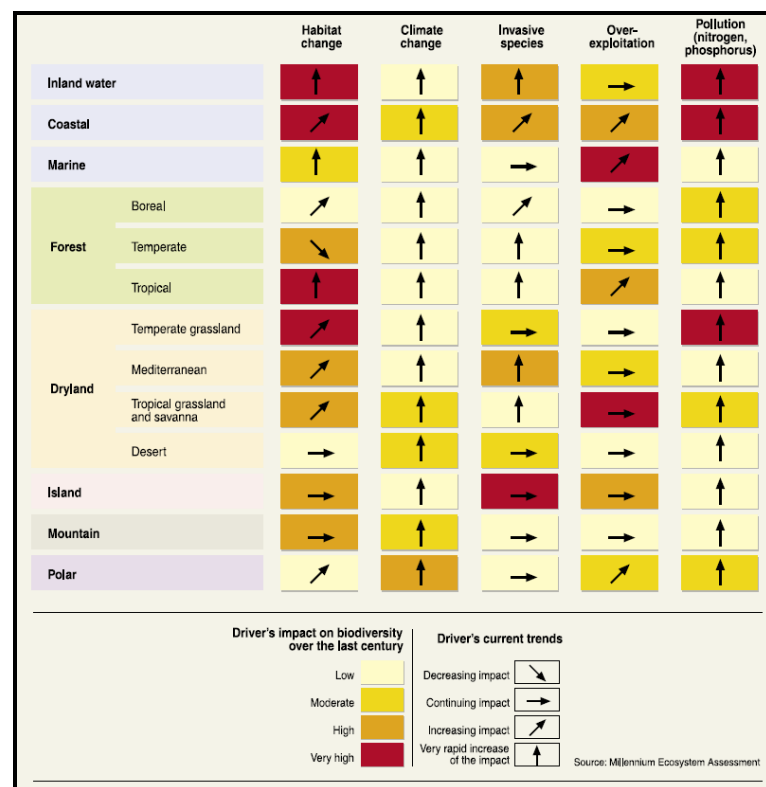 Habitat
change
Climate
change
Invasive
species
Over-
exploitation
Pollution
(nitrogen,
phosphorus)
Inland water
Coastal
Marine
Forest
Boreal
Temperate
Tropical
Dryland
Temperate grassland
Mediterranean
Tropical grassland
and savanna
Desert
Island
Mountain
Polar
Driver's impact on biodiversity
over the last century
Low
Moderate
High
Very high
Driver's current trends
Decreasing impact
Continuing impact
Increasing impact
Very rapid increase
of the impact
Source: Millennium Ecosystem Assessment